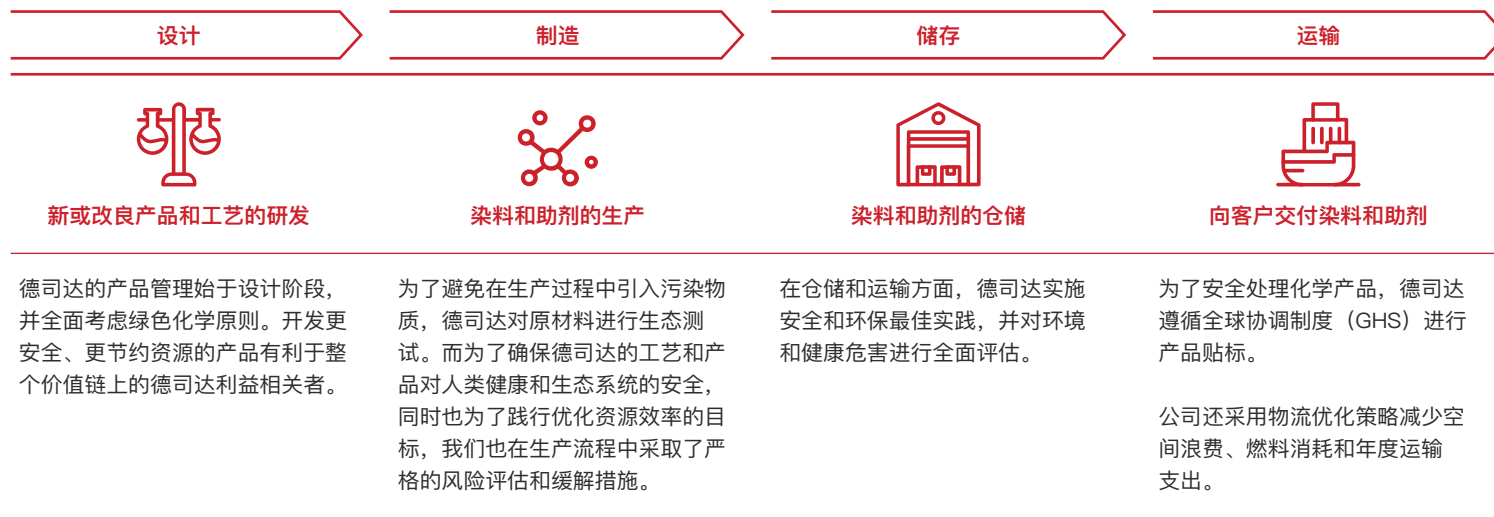 设计
制造
储存
运输
新或改良产品和工艺的研发
染料和助剂的生产
染料和助剂的仓储
向客户交付染料和助剂
德司达的产品管理始于设计阶段，
并全面考虑绿色化学原则。开发更
安全、更节约资源的产品有利于整
个价值链上的德司达利益相关者。
为了避免在生产过程中引入污染物
质，德司达对原材料进行生态测
试。而为了确保德司达的工艺和产
品对人类健康和生态系统的安全，
同时也为了践行优化资源效率的目
标，我们也在生产流程中采取了严
格的风险评估和缓解措施。
在仓储和运输方面，德司达实施
安全和环保最佳实践，并对环境
和健康危害进行全面评估。
为了安全处理化学产品，德司达
遵循全球协调制度（GHS）进行
产品贴标。
公司还采用物流优化策略减少空
间浪费、燃料消耗和年度运输
支出。